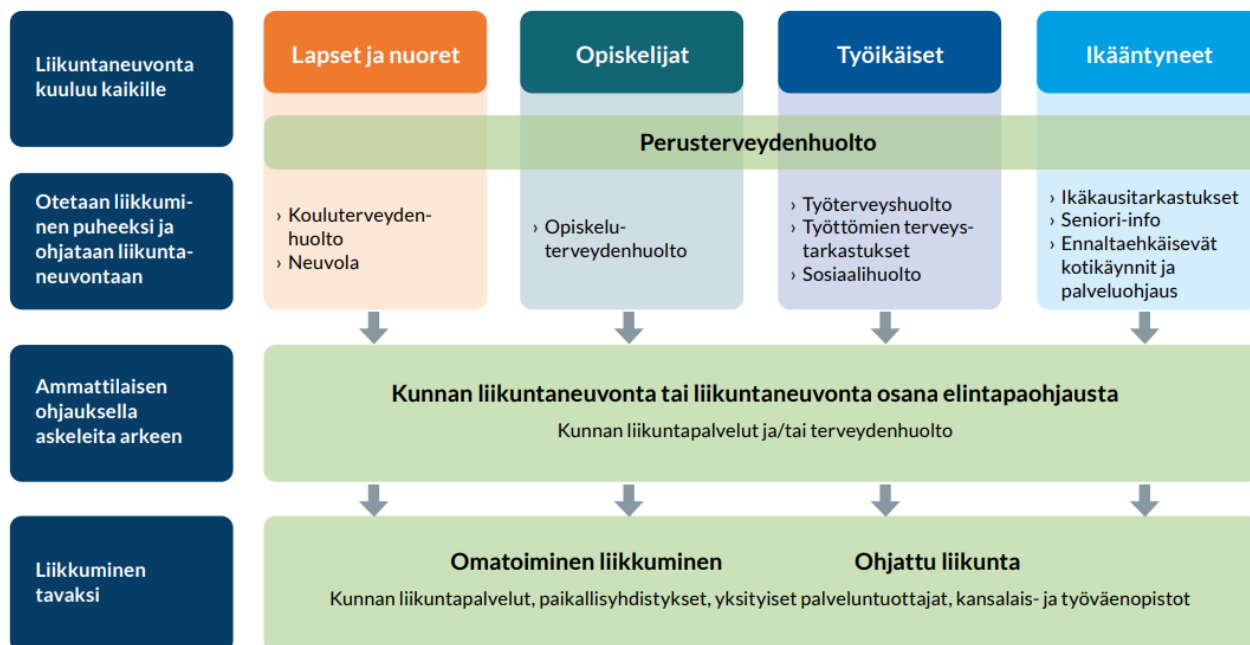 Liikuntaneuvonta
kuuluu kaikille
Lapset ja nuoret
Opiskelijat
Työikäiset
Ikääntyneet
Perusterveydenhuolto
Otetaan liikkumi-
nen puheeksi ja
ohjataan liikunta-
neuvontaan
› Kouluterveyden-
huolto
› Neuvola
› Opiskelu-
terveydenhuolto
› Työterveyshuolto
› Työttömien terveys-
tarkastukset
› Sosiaalihuolto
› Ikäkausitarkastukset
› Seniori-info
› Ennaltaehkäisevät
kotikäynnit ja
palveluohjaus
Ammattilaisen
ohjauksella
askeleita arkeen
Kunnan liikuntaneuvonta tai liikuntaneuvonta osana elintapaohjausta
Kunnan liikuntapalvelut ja/tai terveydenhuolto
Liikkuminen
tavaksi
Omatoiminen liikkuminen
Ohjattu liikunta
Kunnan liikuntapalvelut, paikallisyhdistykset, yksityiset palveluntuottajat, kansalais- ja työväenopistot